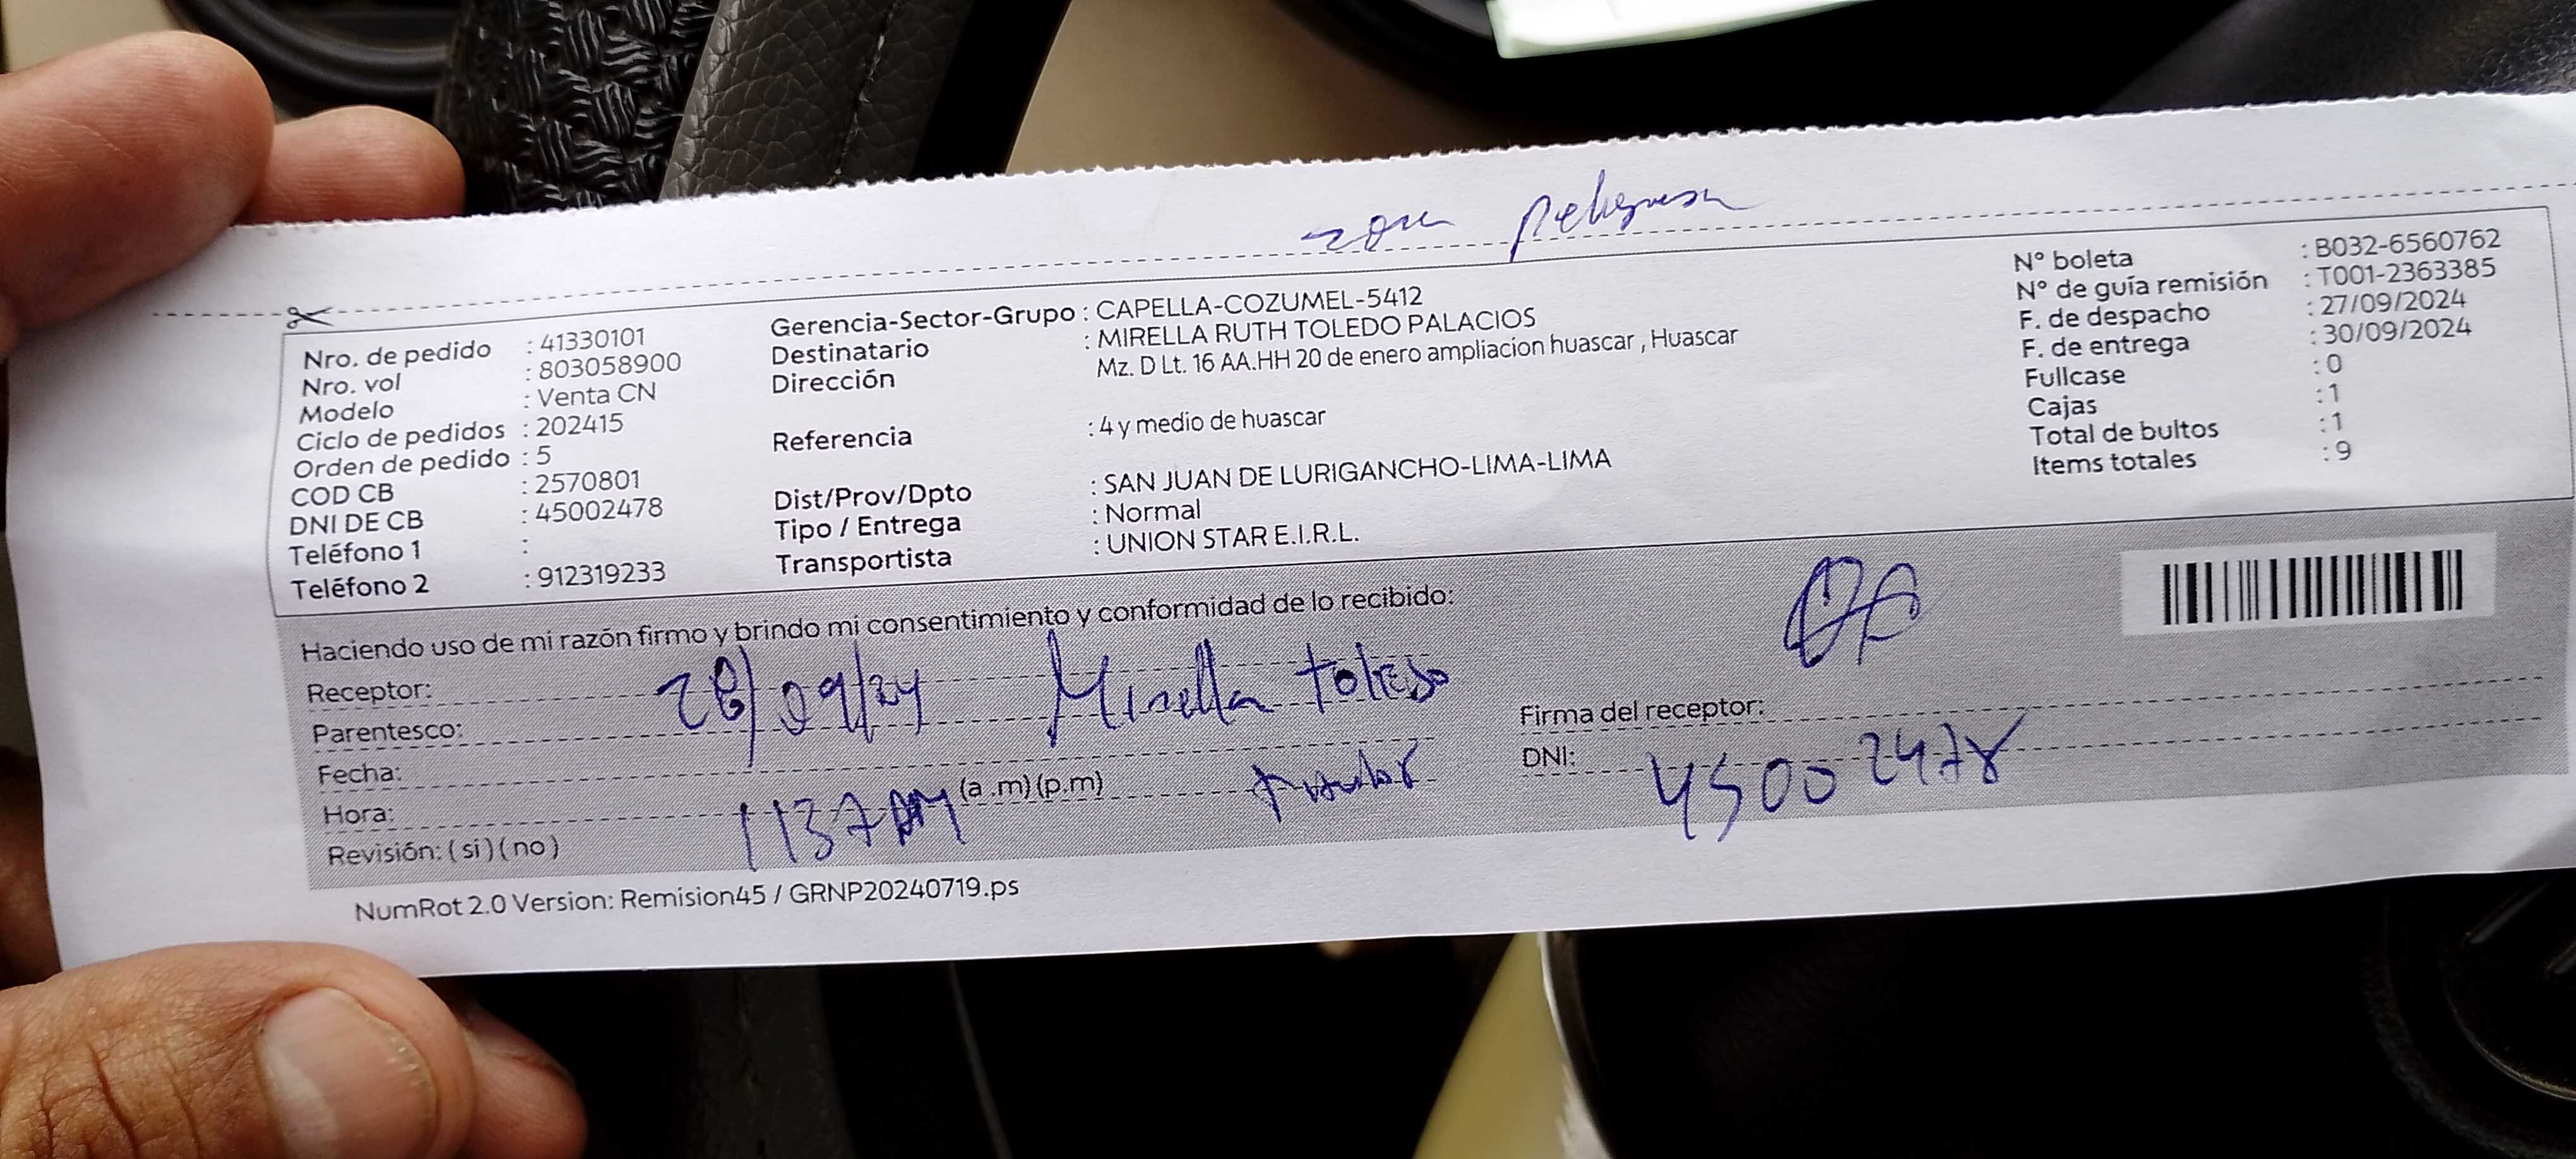 zona peligrosa
Nro. de pedido : 41330101
Nro. vol : 803058900
Modelo : Venta CN
Ciclo de pedidos : 202415
Orden de pedido : 5
COD CB : 2570801
DNI DE CB : 45002478
Teléfono 1 :
Teléfono 2 : 912319233
Gerencia-Sector-Grupo : CAPELLA-COZUMEL-5412
Destinatario : MIRELLA RUTH TOLEDO PALACIOS
Dirección Mz. D Lt. 16 AA.HH 20 de enero ampliacion huascar , Huascar
Referencia : 4 y medio de huascar
Dist/Prov/Dpto : SAN JUAN DE LURIGANCHO-LIMA-LIMA
Tipo / Entrega : Normal
Transportista : UNION STAR E.I.R.L.
N° boleta : B032-6560762
N° de guía remisión : T001-2363385
F. de despacho : 27/09/2024
F. de entrega : 30/09/2024
Fullcase : 0
Cajas : 1
Total de bultos : 1
Items totales : 9
Haciendo uso de mi razón firmo y brindo mi consentimiento y conformidad de lo recibido:
Receptor:
28/09/24 Mirella Toledo
Parentesco:
Fecha:
Hora: (a .m) (p.m)
1137 AM
Revisión: ( si ) ( no )
Firma del receptor:
DNI: 45002478
NumRot 2.0 Version: Remision45 / GRNP20240719.ps